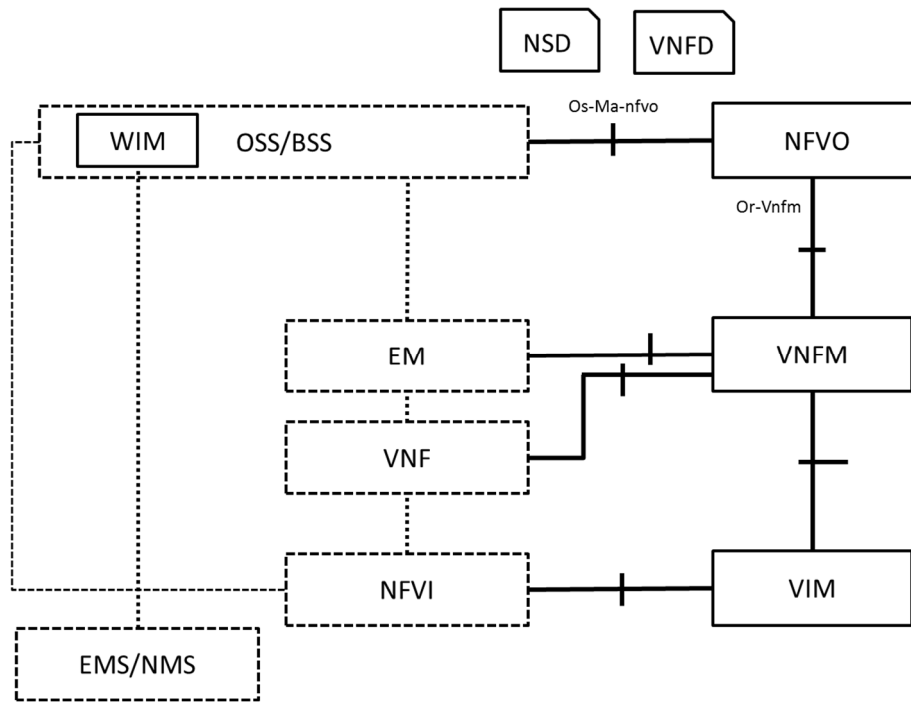 NSD
VNFD
Os-Ma-nfvo
WIM
OSS/BSS
NFVO
Or-Vnfm
EM
VNFM
VNF
NFVI
VIM
EMS/NMS